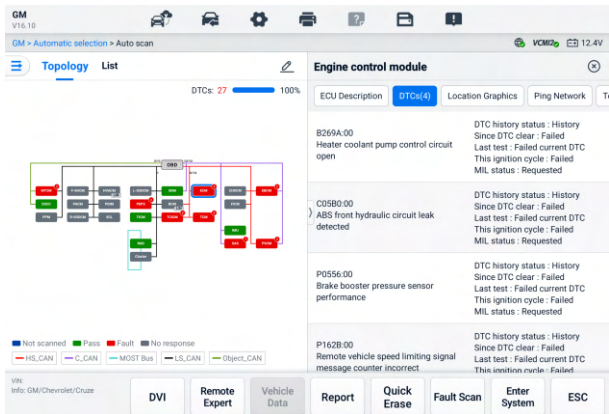 GM
V16.10
GM > Automatic selection > Auto scan
VCMI2
12.4V
Topology
List
DTCs: 27
100%
OBD
Not scanned
Pass
Fault
No response
HS_CAN
C_CAN
MOST Bus
LS_CAN
Object_CAN
Engine control module
ECU Description
DTCs(4)
Location Graphics
Ping Network
B269A:00
Heater coolant pump control circuit
open
DTC history status : History
Since DTC clear : Failed
Last test : Failed current DTC
This ignition cycle : Failed
MIL status : Requested
C05B0:00
ABS front hydraulic circuit leak
detected
DTC history status : History
Since DTC clear : Failed
Last test : Failed current DTC
This ignition cycle : Failed
MIL status : Requested
P0556:00
Brake booster pressure sensor
performance
DTC history status : History
Since DTC clear : Failed
Last test : Failed current DTC
This ignition cycle : Failed
MIL status : Requested
P162B:00
Remote vehicle speed limiting signal
message counter incorrect
DTC history status : History
Since DTC clear : Failed
Last test : Failed current DTC
This ignition cycle : Failed
VIN:
Info: GM/Chevrolet/Cruze
DVI
Remote
Expert
Vehicle
Data
Report
Quick
Erase
Fault Scan
Enter
System
ESC